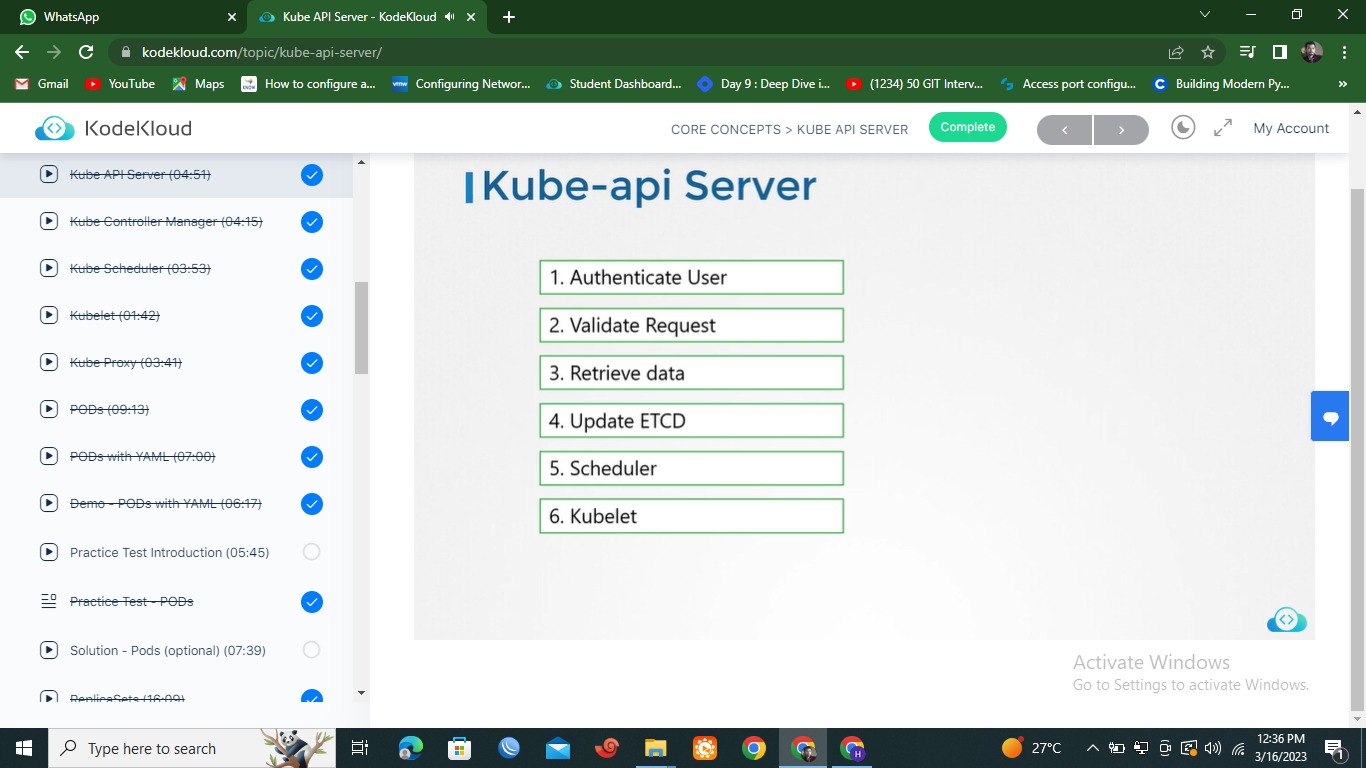 WhatsApp
Kube API Server - KodeKloud
kodekloud.com/topic/kube-api-server/
Gmail
YouTube
Maps
How to configure a...
Configuring Networ...
Student Dashboard...
Day 9 : Deep Dive i...
(1234) 50 GIT Interv...
Access port configu...
Building Modern Py...
»
KodeKloud
CORE CONCEPTS > KUBE API SERVER
Complete
<
>
My Account
Kube API Server (04:51)
Kube Controller Manager (04:15)
Kube Scheduler (03:53)
Kubelet (01:42)
Kube Proxy (03:41)
PODs (09:13)
PODs with YAML (07:00)
Demo - PODs with YAML (06:17)
Practice Test Introduction (05:45)
Practice Test - PODs
Solution - Pods (optional) (07:39)
ReplicaSets (16:09)
Kube-api Server
1. Authenticate User
2. Validate Request
3. Retrieve data
4. Update ETCD
5. Scheduler
6. Kubelet
Activate Windows
Go to Settings to activate Windows.
Type here to search
27°C
12:36 PM
3/16/2023
1